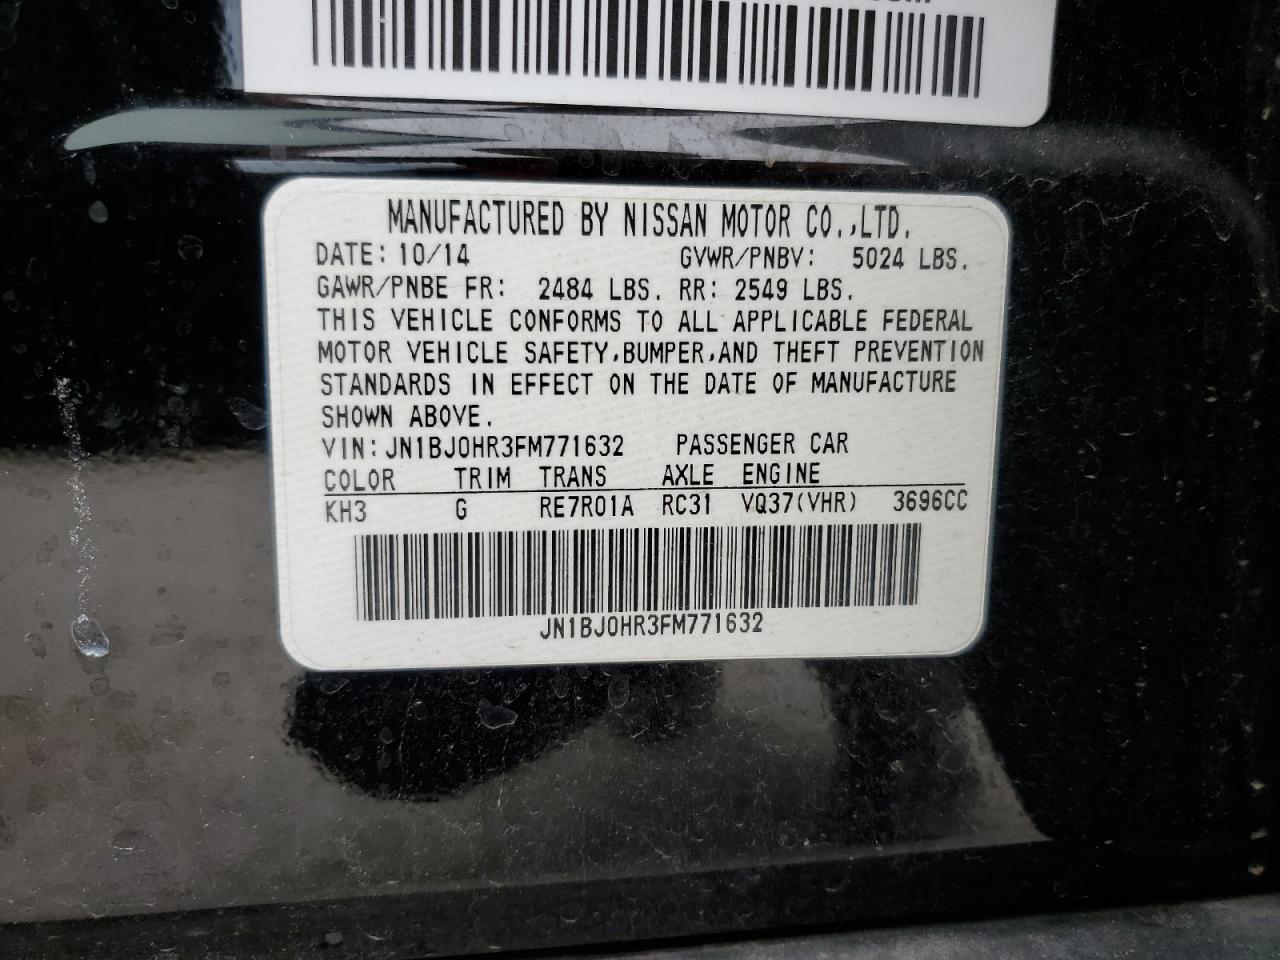 MANUFACTURED BY NISSAN MOTOR CO.,LTD.
DATE: 10/14 GVWR/PNBV: 5024 LBS.
GAWR/PNBE FR: 2484 LBS. RR: 2549 LBS.
THIS VEHICLE CONFORMS TO ALL APPLICABLE FEDERAL
MOTOR VEHICLE SAFETY,BUMPER,AND THEFT PREVENTION
STANDARDS IN EFFECT ON THE DATE OF MANUFACTURE
SHOWN ABOVE.
VIN: JN1BJ0HR3FM771632 PASSENGER CAR
COLOR TRIM TRANS AXLE ENGINE
KH3 G RE7R01A RC31 VQ37(VHR) 3696CC
JN1BJ0HR3FM771632